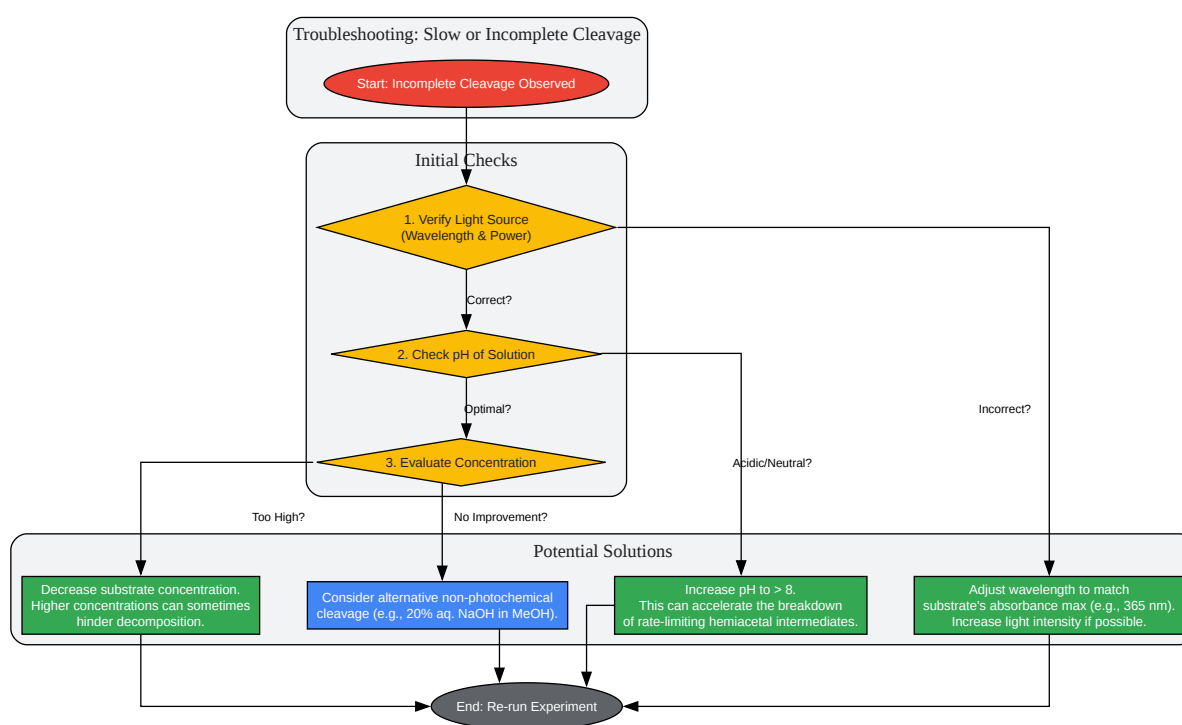 Troubleshooting: Slow or Incomplete Cleavage
Start: Incomplete Cleavage Observed
Initial Checks
1. Verify Light Source
(Wavelength & Power)
Correct?
2. Check pH of Solution
Optimal?
Incorrect?
3. Evaluate Concentration
Acidic/Neutral?
Too High?
No Improvement?
Potential Solutions
Decrease substrate concentration.
Higher concentrations can sometimes
hinder decomposition.
Consider alternative non-photochemical
cleavage (e.g., 20% aq. NaOH in MeOH).
Increase pH to > 8.
This can accelerate the breakdown
of rate-limiting hemiacetal intermediates.
Adjust wavelength to match
substrate's absorbance max (e.g., 365 nm).
Increase light intensity if possible.
End: Re-run Experiment